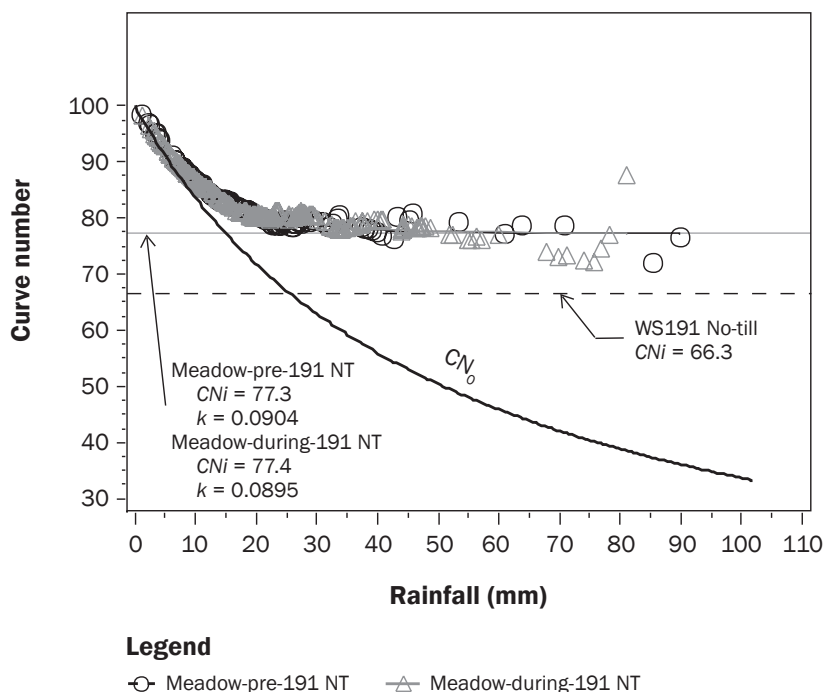 Curve number
100
90
80
70
60
50
40
30
WS191 No-till
CNi = 66.3
CNo
Meadow-pre-191 NT
CNi = 77.3
k = 0.0904
Meadow-during-191 NT
CNi = 77.4
k = 0.0895
0 10 20 30 40 50 60 70 80 90 100 110
Rainfall (mm)
Legend
Meadow-pre-191 NT Meadow-during-191 NT